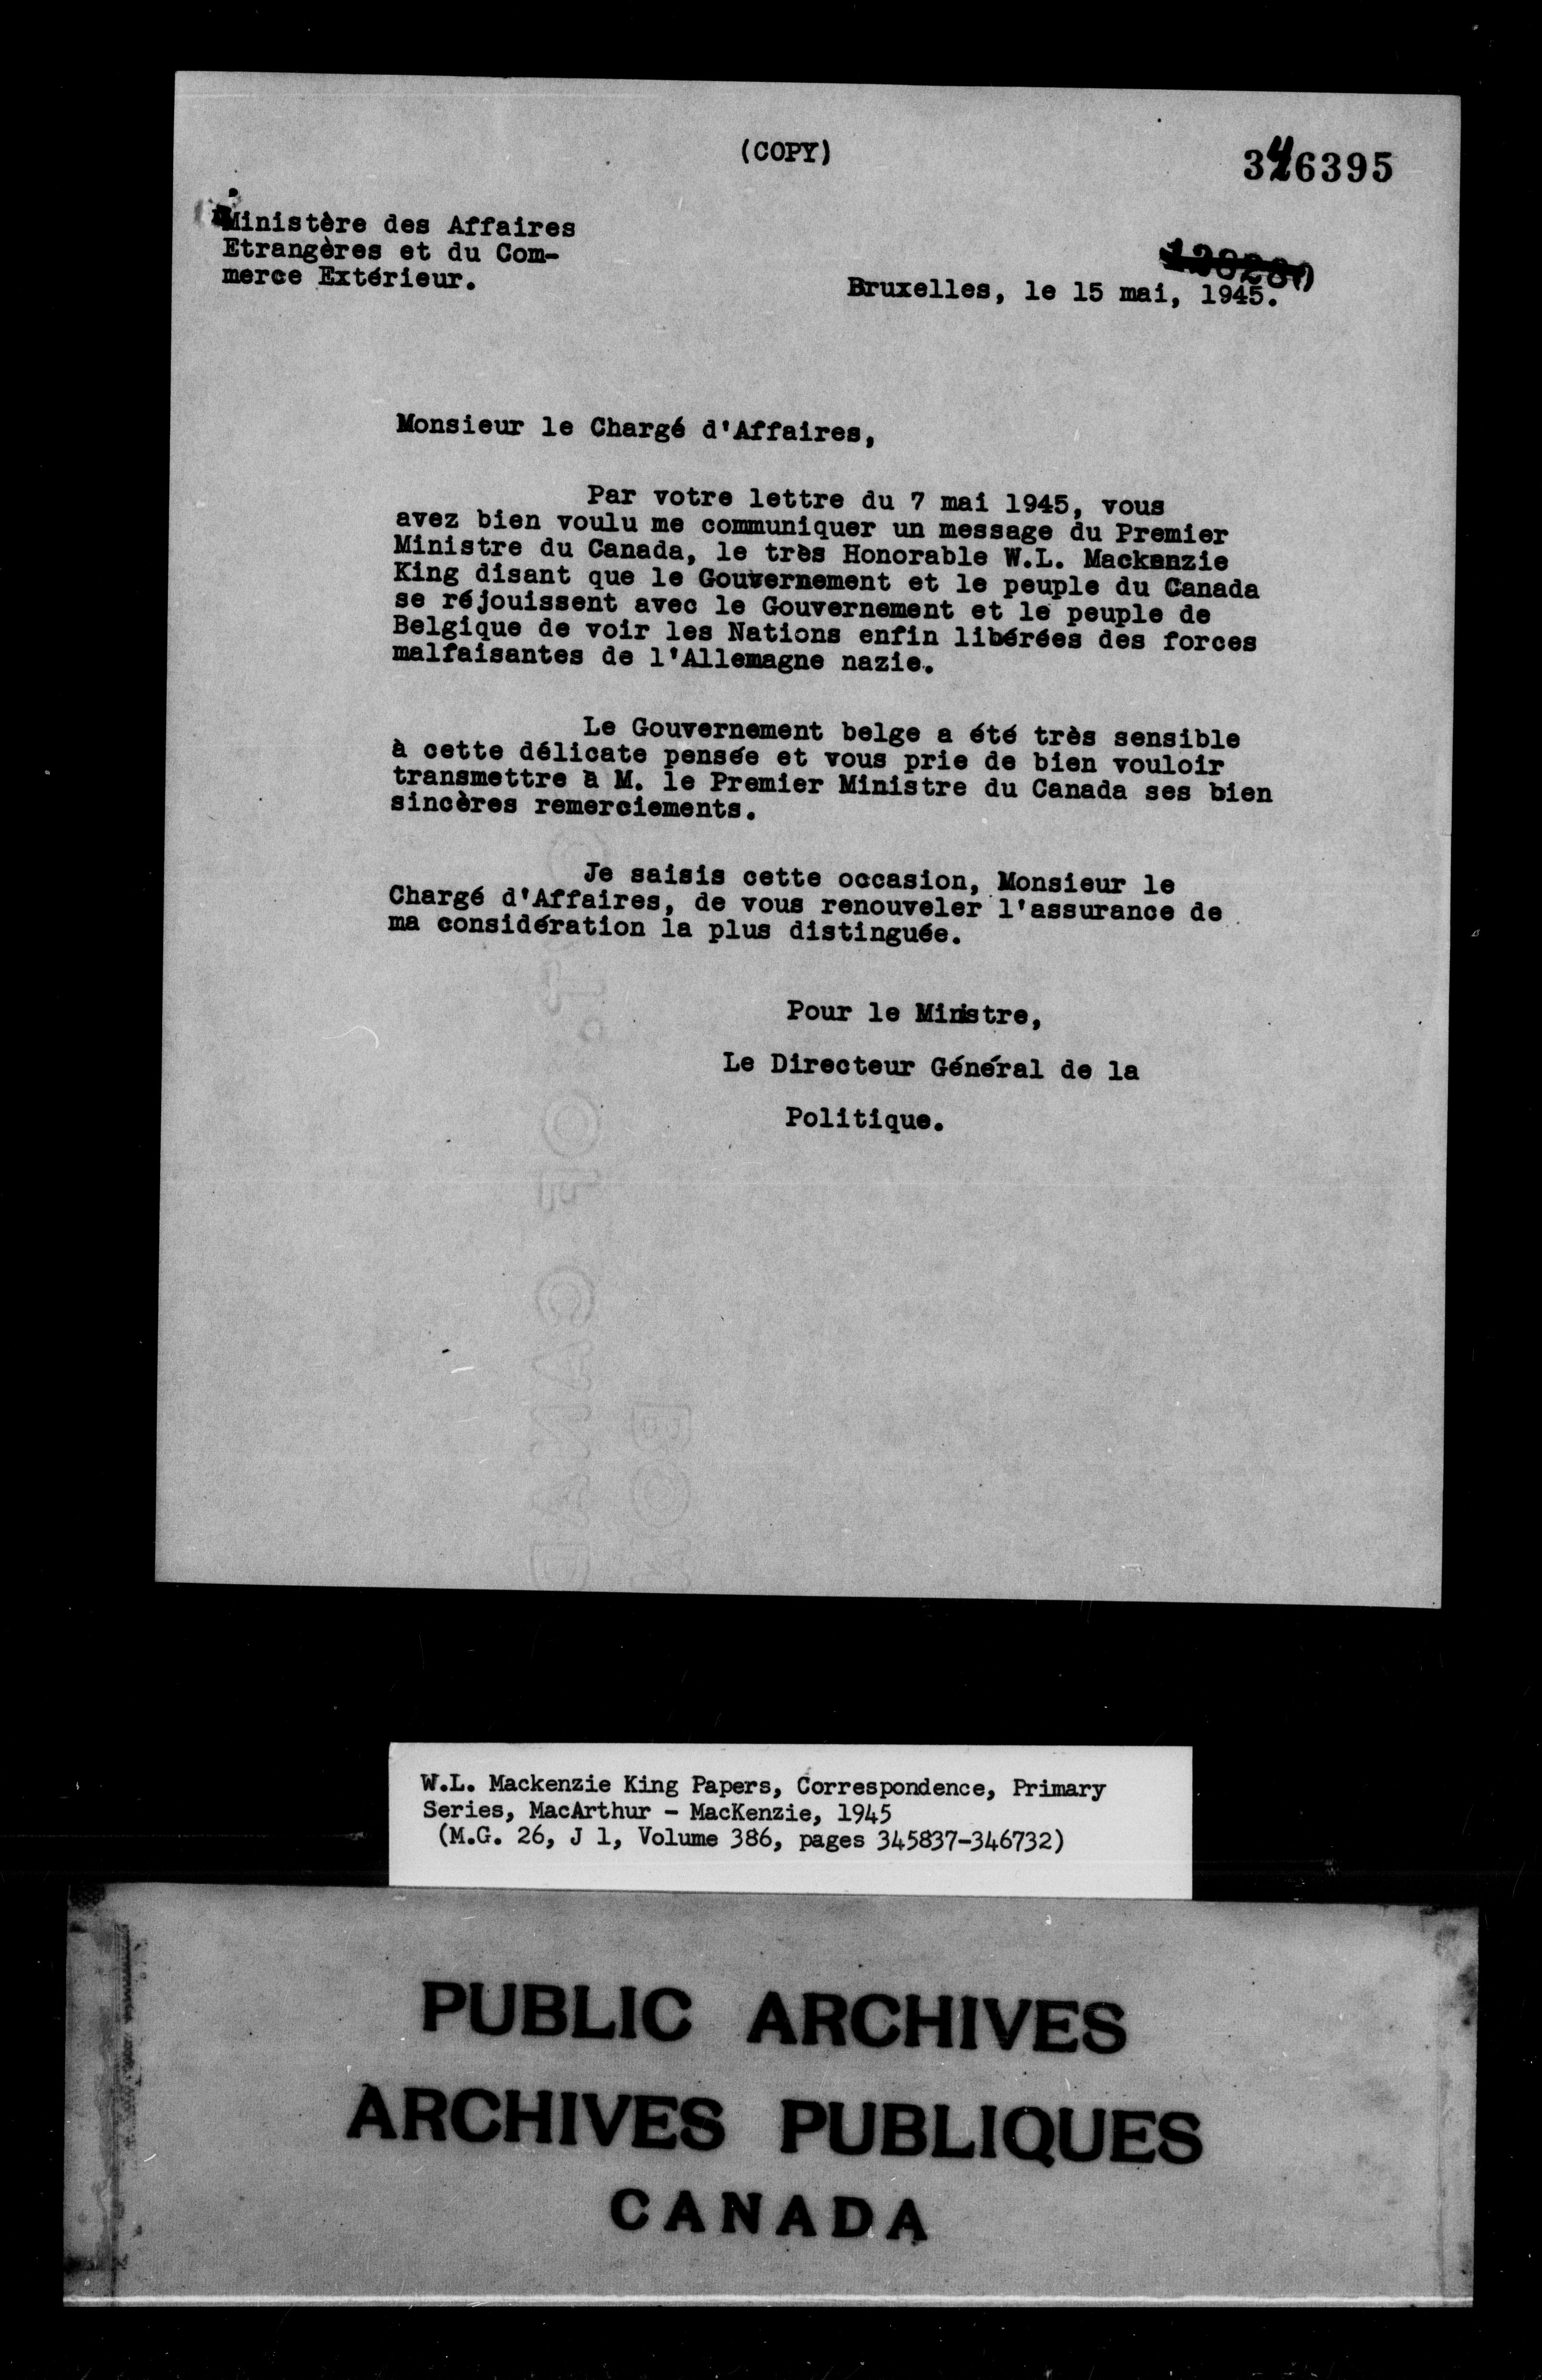 (COPY)
346395
Ministère des Affaires
Etrangères et du Com-
merce Extérieur.
Bruxelles, le 15 mai, 1945.
Monsieur le Chargé d'Affaires,
Par votre lettre du 7 mai 1945, vous
avez bien voulu me communiquer un message du Premier
Ministre du Canada, le très Honorable W.L. Mackenzie
King disant que le Gouvernement et le peuple du Canada
se réjouissent avec le Gouvernement et le peuple de
Belgique de voir les Nations enfin libérées des forces
malfaisantes de l'Allemagne nazie.
Le Gouvernement belge a été très sensible
à cette délicate pensée et vous prie de bien vouloir
transmettre à M. le Premier Ministre du Canada ses bien
sincères remerciements.
Je saisis cette occasion, Monsieur le
Chargé d'Affaires, de vous renouveler l'assurance de
ma considération la plus distinguée.
Pour le Ministre,
Le Directeur Général de la
Politique.
W.L. Mackenzie King Papers, Correspondence, Primary
Series, MacArthur - MacKenzie, 1945
(M.G. 26, J 1, Volume 386, pages 345837-346732)
PUBLIC ARCHIVES
ARCHIVES PUBLIQUES
CANADA